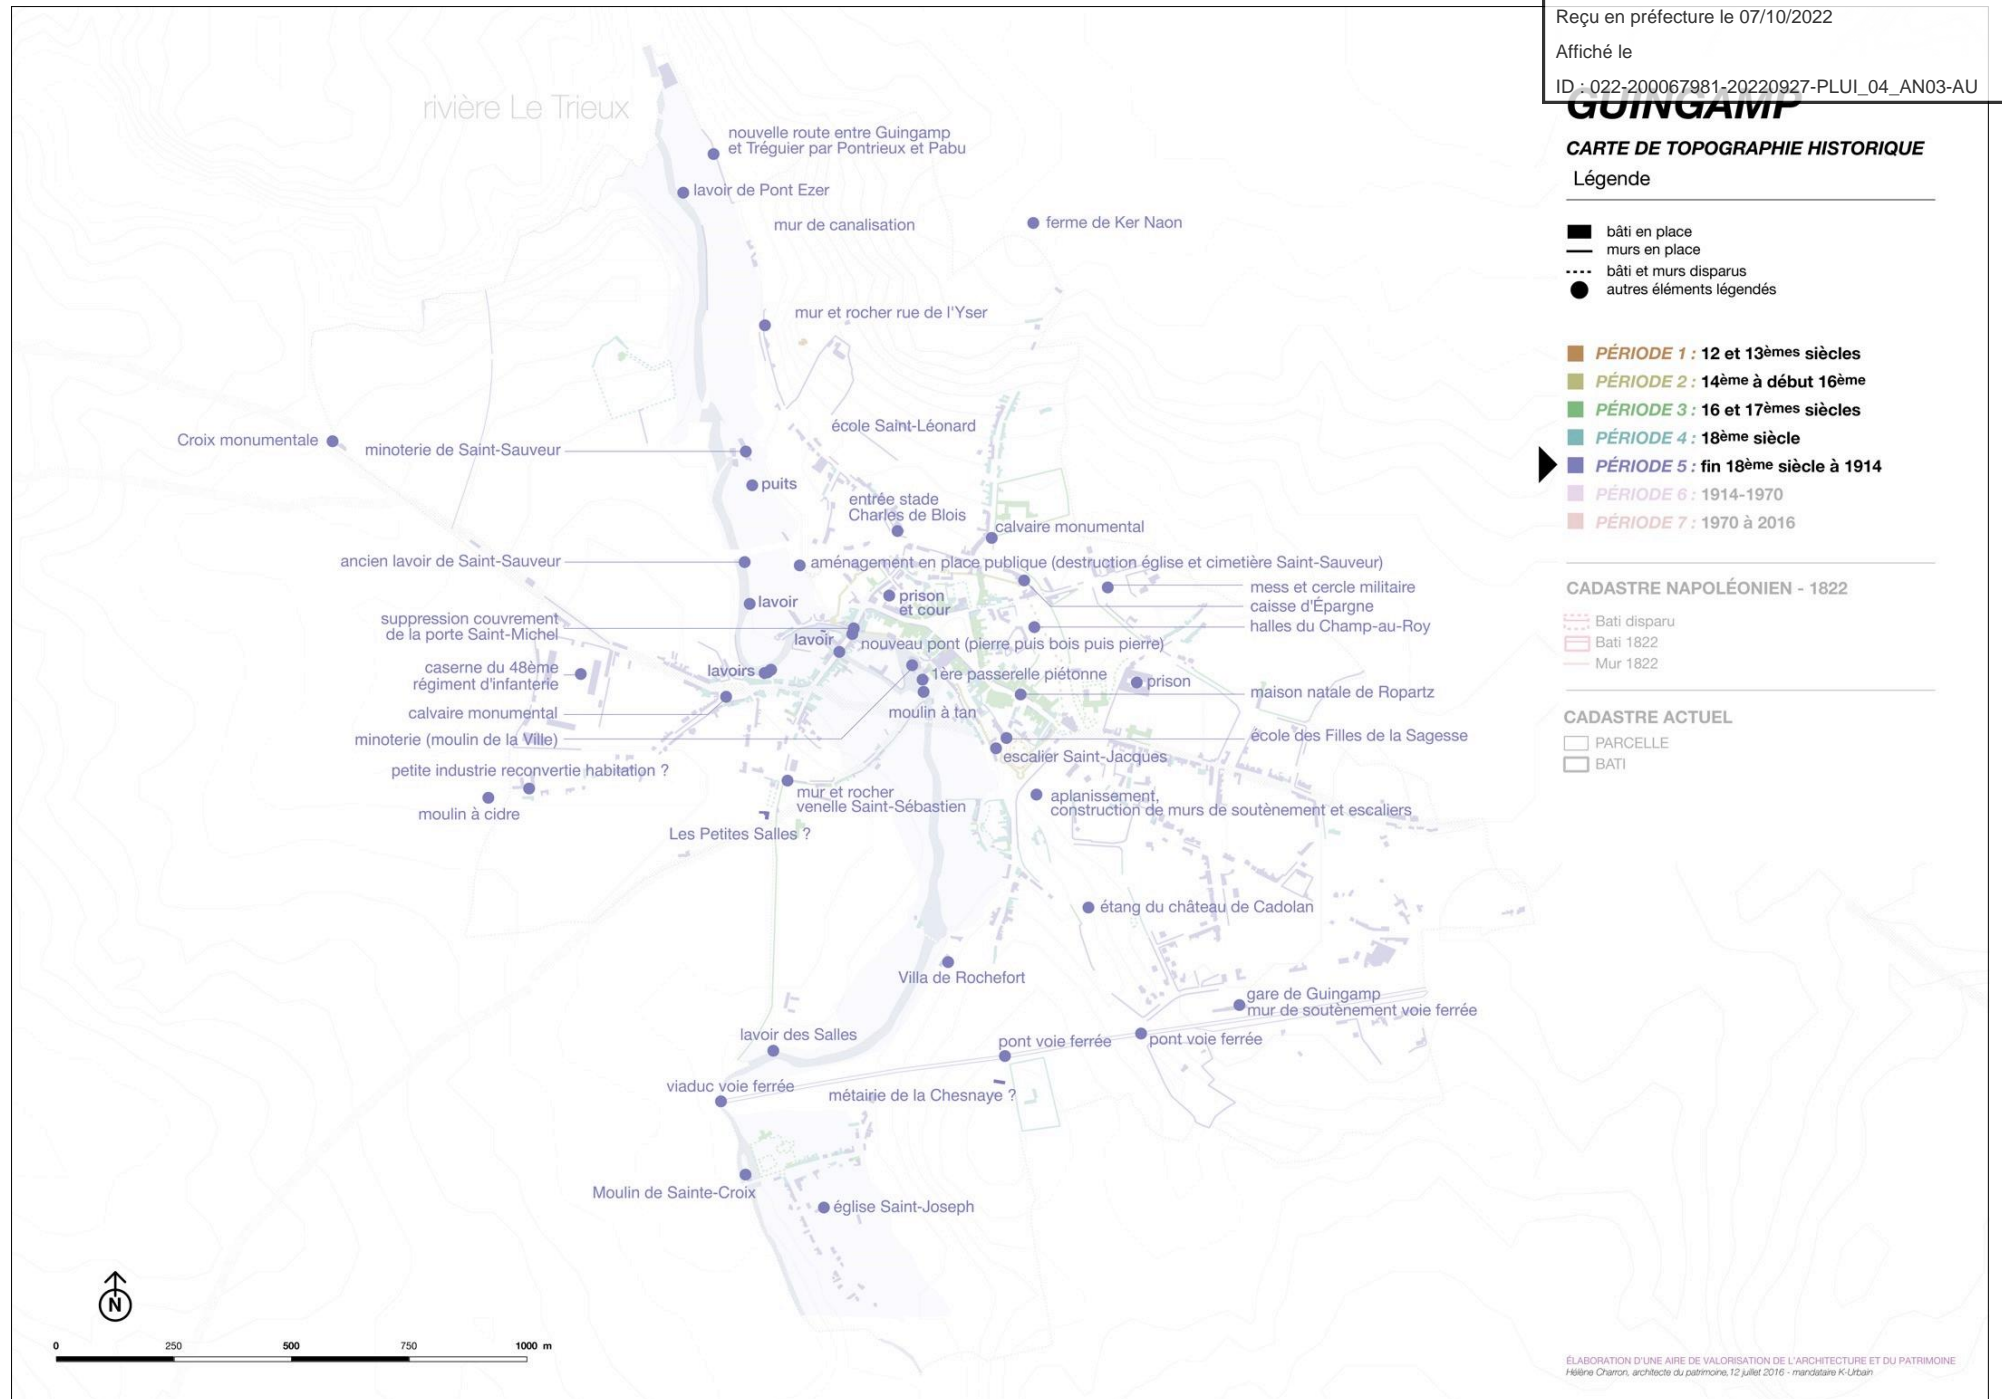 Reçu en préfecture le 07/10/2022
Affiché le
ID : 022-200067981-20220927-PLUI_04_AN03-AU
GUINGAMP
CARTE DE TOPOGRAPHIE HISTORIQUE
Légende
bâti en place
murs en place
bâti et murs disparus
autres éléments légendés
PÉRIODE 1 : 12 et 13èmes siècles
PÉRIODE 2 : 14ème à début 16ème
PÉRIODE 3 : 16 et 17èmes siècles
PÉRIODE 4 : 18ème siècle
PÉRIODE 5 : fin 18ème siècle à 1914
PÉRIODE 6 : 1914-1970
PÉRIODE 7 : 1970 à 2016
CADASTRE NAPOLÉONIEN - 1822
Bati disparu
Bati 1822
Mur 1822
CADASTRE ACTUEL
PARCELLE
BATI
rivière Le Trieux
nouvelle route entre Guingamp
et Tréguier par Pontrieux et Pabu
lavoir de Pont Ezer
mur de canalisation
ferme de Ker Naon
mur et rocher rue de l'Yser
école Saint-Léonard
Croix monumentale
minoterie de Saint-Sauveur
puits
entrée stade
Charles de Blois
calvaire monumental
ancien lavoir de Saint-Sauveur
aménagement en place publique (destruction église et cimetière Saint-Sauveur)
mess et cercle militaire
caisse d'Épargne
halles du Champ-au-Roy
prison
et cour
lavoir
suppression couvrement
de la porte Saint-Michel
lavoir
nouveau pont (pierre puis bois puis pierre)
caserne du 48ème
régiment d'infanterie
lavoirs
1ère passerelle piétonne
prison
maison natale de Ropartz
calvaire monumental
moulin à tan
minoterie (moulin de la Ville)
école des Filles de la Sagesse
escalier Saint-Jacques
petite industrie reconvertie habitation ?
moulin à cidre
mur et rocher
venelle Saint-Sébastien
aplanissement,
construction de murs de soutènement et escaliers
Les Petites Salles ?
étang du château de Cadolan
Villa de Rochefort
gare de Guingamp
mur de soutènement voie ferrée
lavoir des Salles
pont voie ferrée
pont voie ferrée
viaduc voie ferrée
métairie de la Chesnaye ?
Moulin de Sainte-Croix
église Saint-Joseph
N
0 250 500 750 1000 m
ÉLABORATION D'UNE AIRE DE VALORISATION DE L'ARCHITECTURE ET DU PATRIMOINE
Hélène Charron, architecte du patrimoine, 12 juillet 2016 - mandataire K-Urbain